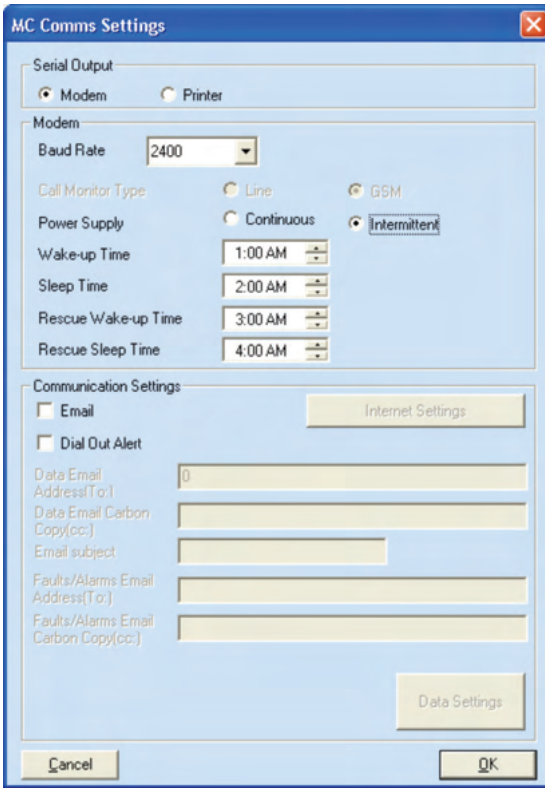 MC Comms Settings
Serial Output
Modem Printer
Modem
Baud Rate 2400
Call Monitor Type Line GSM
Power Supply Continuous Intermittent
Wake-up Time 1:00 AM
Sleep Time 2:00 AM
Rescue Wake-up Time 3:00 AM
Rescue Sleep Time 4:00 AM
Communication Settings
Email Internet Settings
Dial Out Alert
Data Email
Address(To:) 0
Data Email Carbon
Copy(cc:)
Email subject
Faults/Alarms Email
Address(To:)
Faults/Alarms Email
Carbon Copy(cc:)
Data Settings
Cancel OK